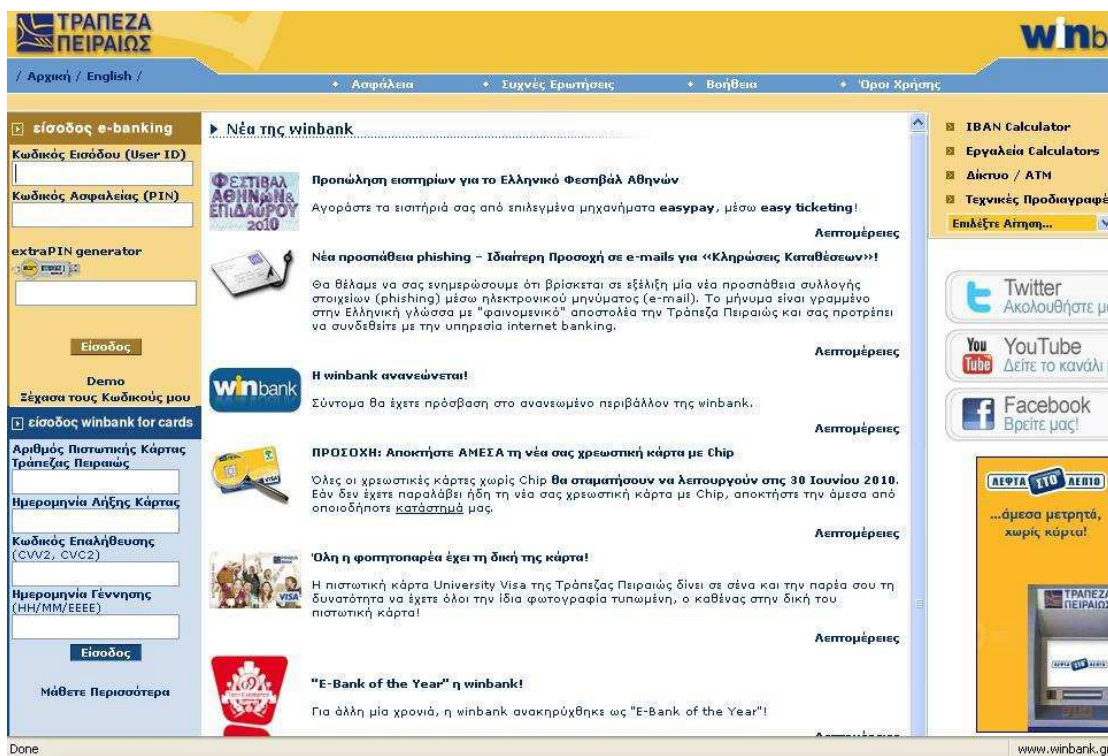 ΤΡΑΠΕΖΑ
ΠΕΙΡΑΙΩΣ
winb
/ Αρχική / English /
Ασφάλεια
Συχνές Ερωτήσεις
Βοήθεια
Όροι Χρήσης
είσοδος e-banking
Κωδικός Εισόδου (User ID)
Κωδικός Ασφαλείας (PIN)
extraPIN generator
Είσοδος
Demo
Ξέχασα τους Κωδικούς μου
είσοδος winbank for cards
Αριθμός Πιστωτικής Κάρτας
Τράπεζας Πειραιώς
Ημερομηνία Λήξης Κάρτας
Κωδικός Επαλήθευσης
(CVV2, CVC2)
Ημερομηνία Γέννησης
(ΗΗ/ΜΜ/ΕΕΕΕ)
Είσοδος
Μάθετε Περισσότερα
Νέα της winbank
ΦΕΣΤΙΒΑΛ
ΑΘΗΝΩΝ&
ΕΠΙΔΑΥΡΟΥ
2010
Προπώληση εισιτηρίων για το Ελληνικό Φεστιβάλ Αθηνών
Αγοράστε τα εισιτήριά σας από επιλεγμένα μηχανήματα easypay, μέσω easy ticketing!
Λεπτομέρειες
Νέα προσπάθεια phishing – Ιδιαίτερη Προσοχή σε e-mails για «Κληρώσεις Καταθέσεων»!
Θα θέλαμε να σας ενημερώσουμε ότι βρίσκεται σε εξέλιξη μία νέα προσπάθεια συλλογής
στοιχείων (phishing) μέσω ηλεκτρονικού μηνύματος (e-mail). Το μήνυμα είναι γραμμένο
στην Ελληνική γλώσσα με "φαινομενικό" αποστολέα την Τράπεζα Πειραιώς και σας προτρέπει
να συνδεθείτε με την υπηρεσία internet banking.
Λεπτομέρειες
winbank
Η winbank ανανεώνεται!
Σύντομα θα έχετε πρόσβαση στο ανανεωμένο περιβάλλον της winbank.
Λεπτομέρειες
ΠΡΟΣΟΧΗ: Αποκτήστε ΑΜΕΣΑ τη νέα σας χρεωστική κάρτα με Chip
Όλες οι χρεωστικές κάρτες χωρίς Chip θα σταματήσουν να λειτουργούν στις 30 Ιουνίου 2010.
Εάν δεν έχετε παραλάβει ήδη τη νέα σας χρεωστική κάρτα με Chip, αποκτήστε την άμεσα από
οποιοδήποτε κατάστημά μας.
Λεπτομέρειες
VISA
Όλη η φοιτητοπαρέα έχει τη δική της κάρτα!
Η πιστωτική κάρτα University Visa της Τράπεζας Πειραιώς δίνει σε σένα και την παρέα σου τη
δυνατότητα να έχετε όλοι την ίδια φωτογραφία τυπωμένη, ο καθένας στην δική του
πιστωτική κάρτα!
Λεπτομέρειες
"E-Bank of the Year" η winbank!
Για άλλη μία χρονιά, η winbank ανακηρύχθηκε ως "E-Bank of the Year"!
IBAN Calculator
Εργαλεία Calculators
Δίκτυο / ATM
Τεχνικές Προδιαγραφέ
Επιλέξτε Αίτηση...
Twitter
Ακολουθήστε μ
You
Tube
YouTube
Δείτε το κανάλι
Facebook
Βρείτε μας!
ΛΕΦΤΑ ΣΤΟ ΛΕΠΤΟ
...άμεσα μετρητά,
χωρίς κάρτα!
ΤΡΑΠΕΖΑ
ΠΕΙΡΑΙΩΣ
ΛΕΦΤΑ ΣΤΟ ΛΕΠΤΟ
Done
www.winbank.gr